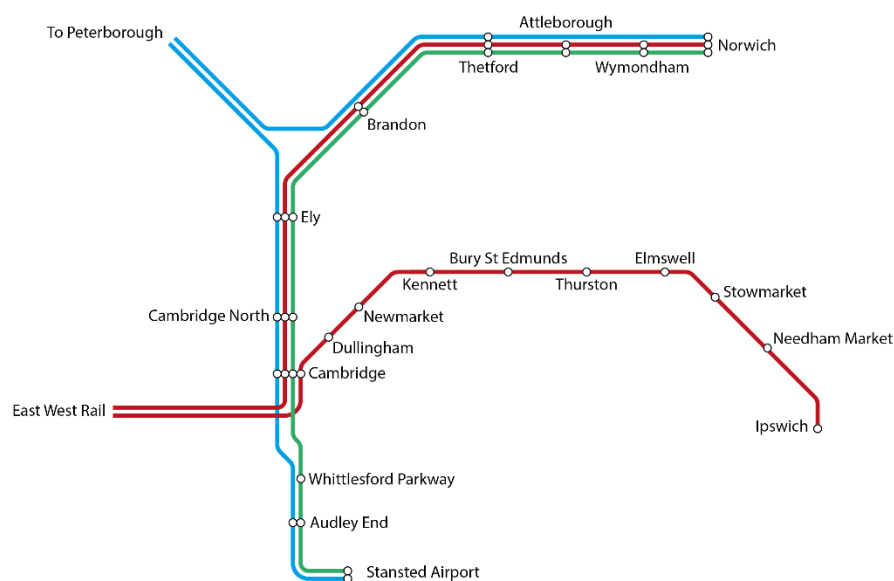 Attleborough
To Peterborough
Norwich
Thetford
Wymondham
Brandon
Ely
Bury St Edmunds
Elmswell
Kennett
Thurston
Stowmarket
Cambridge North
Newmarket
Needham Market
Dullingham
Cambridge
East West Rail
Ipswich
Whittlesford Parkway
Audley End
Stansted Airport